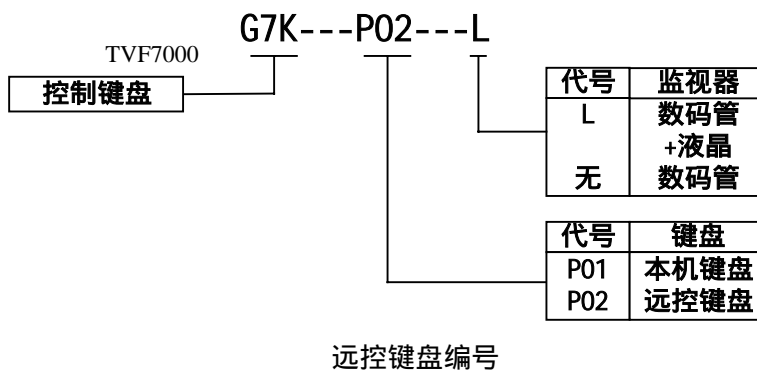 G7K---P02---L
TVF7000
控制键盘
代号 监视器
L 数码管
+液晶
无 数码管
代号 键盘
P01 本机键盘
P02 远控键盘
远控键盘编号